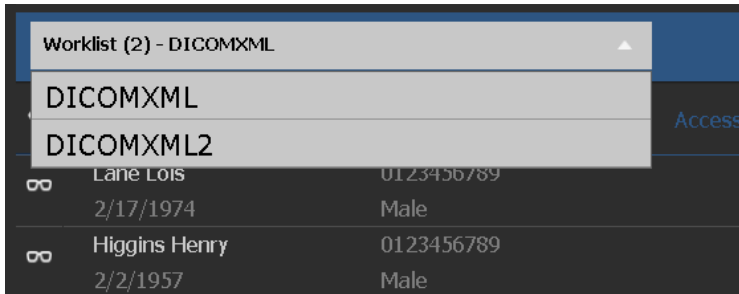 Worklist (2) - DICOMXML
DICOMXML
DICOMXML2
Access
Lane Lois 0123456789
2/17/1974 Male
Higgins Henry 0123456789
2/2/1957 Male